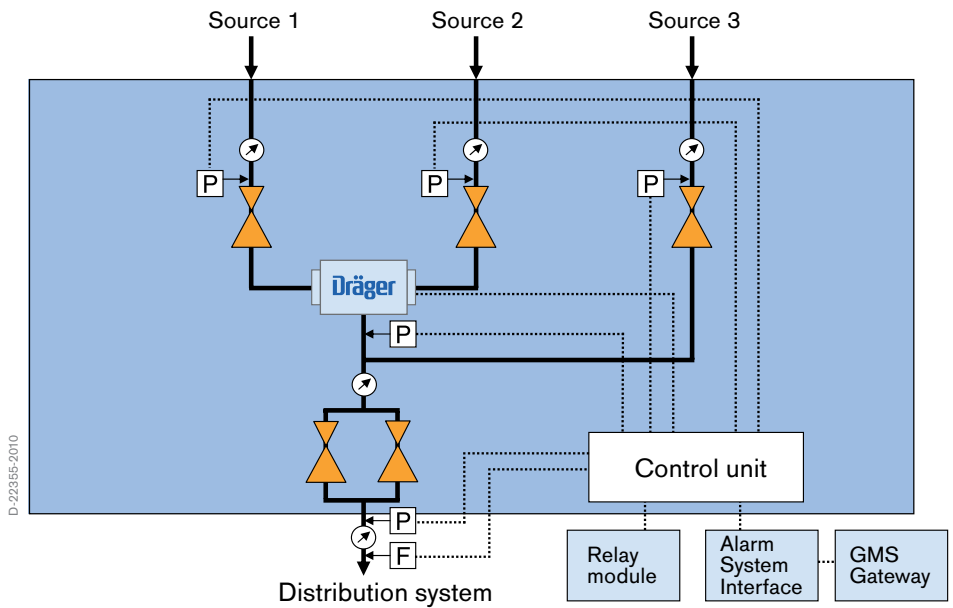 Source 1
Source 2
Source 3
P
P
P
Dräger
P
Control unit
P
F
Distribution system
Relay
module
Alarm
System
Interface
GMS
Gateway
D-22355-2010